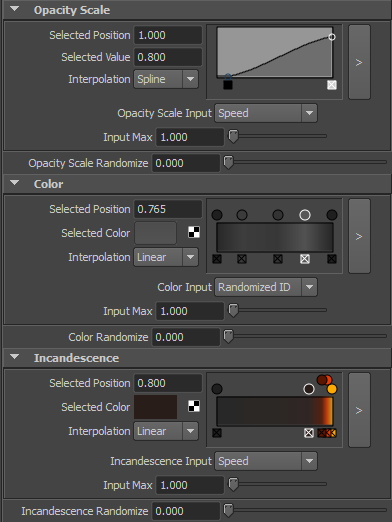 Opacity Scale
Selected Position 1.000
Selected Value 0.800
Interpolation Spline
>
Opacity Scale Input Speed
Input Max 1.000
Opacity Scale Randomize 0.000
Color
Selected Position 0.765
Selected Color
Interpolation Linear
>
Color Input Randomized ID
Input Max 1.000
Color Randomize 0.000
Incandescence
Selected Position 0.800
Selected Color
Interpolation Linear
>
Incandescence Input Speed
Input Max 1.000
Incandescence Randomize 0.000